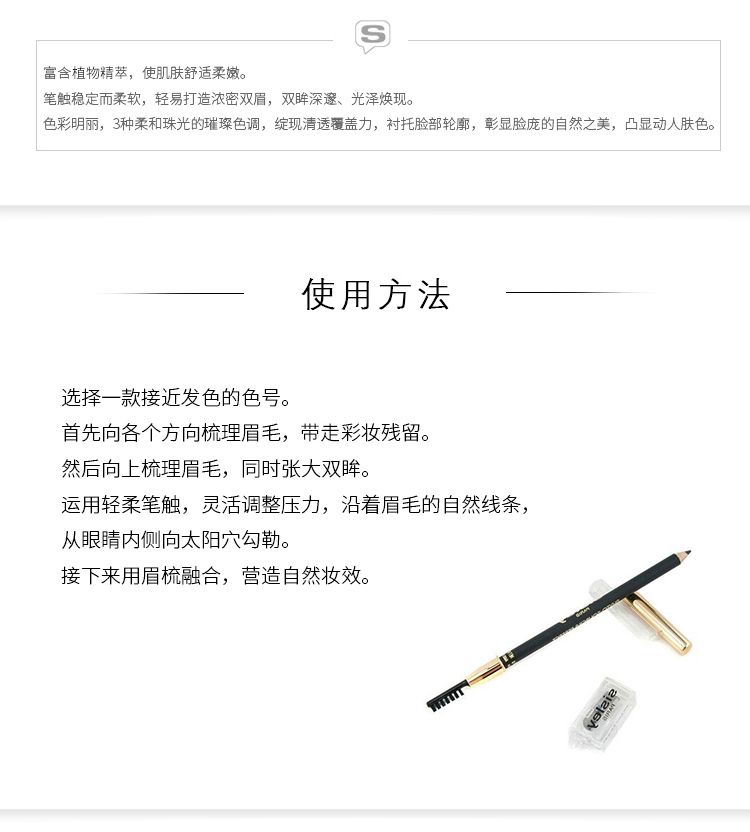 S
富含植物精萃，使肌肤舒适柔嫩。
笔触稳定而柔软，轻易打造浓密双眉，双眸深邃、光泽焕现。
色彩明丽，3种柔和珠光的璀璨色调，绽现清透覆盖力，衬托脸部轮廓，彰显脸庞的自然之美，凸显动人肤色。
使用方法
选择一款接近发色的色号。
首先向各个方向梳理眉毛，带走彩妆残留。
然后向上梳理眉毛，同时张大双眸。
运用轻柔笔触，灵活调整压力，沿着眉毛的自然线条，
从眼睛内侧向太阳穴勾勒。
接下来用眉梳融合，营造自然妆效。
sisley
PARIS